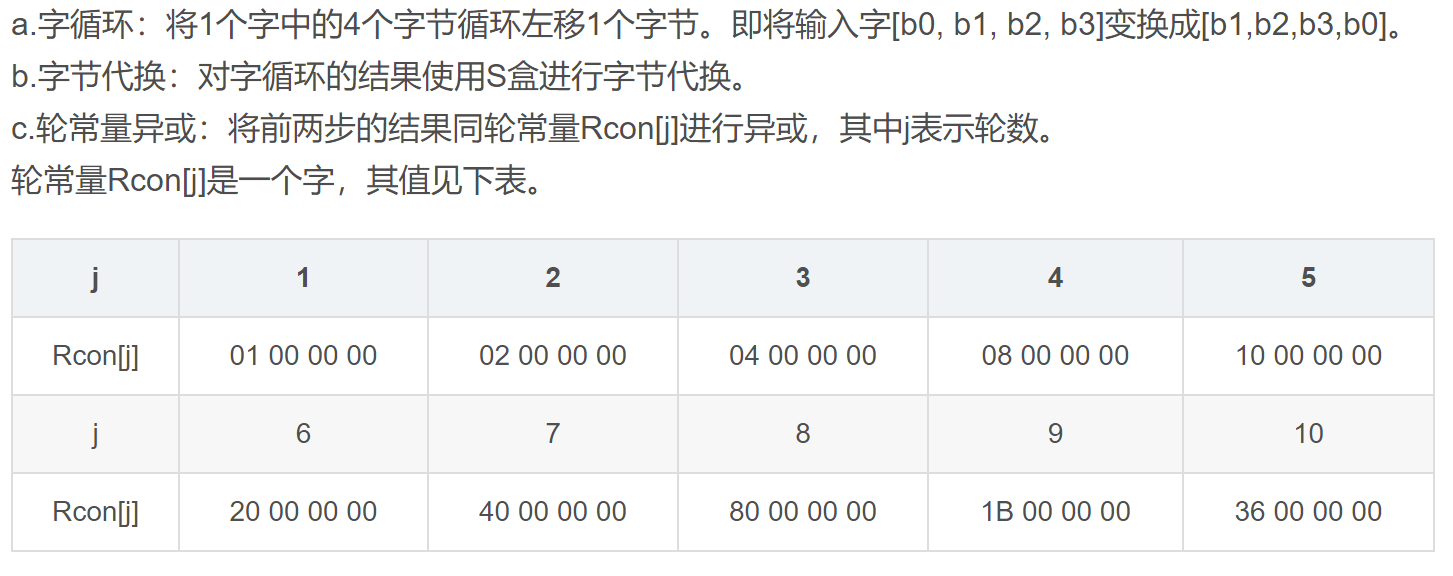 a.字循环：将1个字中的4个字节循环左移1个字节。即将输入字[b0, b1, b2, b3]变换成[b1,b2,b3,b0]。
b.字节代换：对字循环的结果使用S盒进行字节代换。
c.轮常量异或：将前两步的结果同轮常量Rcon[j]进行异或，其中j表示轮数。
轮常量Rcon[j]是一个字，其值见下表。
j 1 2 3 4 5
Rcon[j] 01 00 00 00 02 00 00 00 04 00 00 00 08 00 00 00 10 00 00 00
j 6 7 8 9 10
Rcon[j] 20 00 00 00 40 00 00 00 80 00 00 00 1B 00 00 00 36 00 00 00